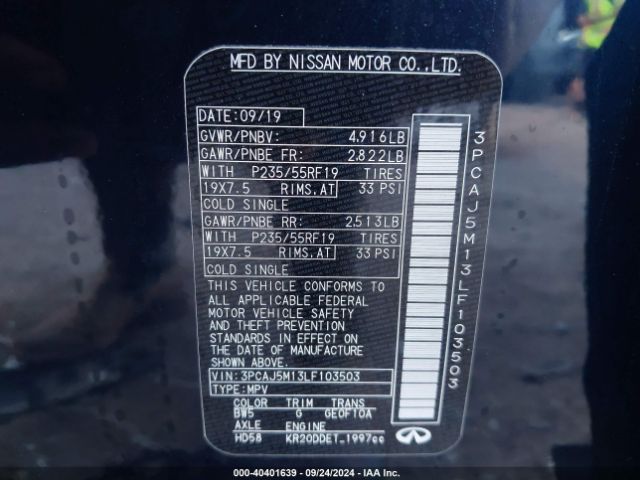 MFD BY NISSAN MOTOR CO.,LTD.
DATE:09/19
GVWR/PNBV: 4,916LB
GAWR/PNBE FR: 2,822LB
WITH P235/55RF19 TIRES
19X7.5 RIMS,AT 33 PSI
COLD SINGLE
GAWR/PNBE RR: 2,513LB
WITH P235/55RF19 TIRES
19X7.5 RIMS,AT 33 PSI
COLD SINGLE
THIS VEHICLE CONFORMS TO
ALL APPLICABLE FEDERAL
MOTOR VEHICLE SAFETY
AND THEFT PREVENTION
STANDARDS IN EFFECT ON
THE DATE OF MANUFACTURE
SHOWN ABOVE.
VIN: 3PCAJ5M13LF103503
TYPE:MPV
COLOR TRIM TRANS
BW5 G GE0F10A
AXLE ENGINE
HD58 KR20DDET 1997cc
3PCAJ5M13LF103503
000-40401639 - 09/24/2024 - IAA Inc.